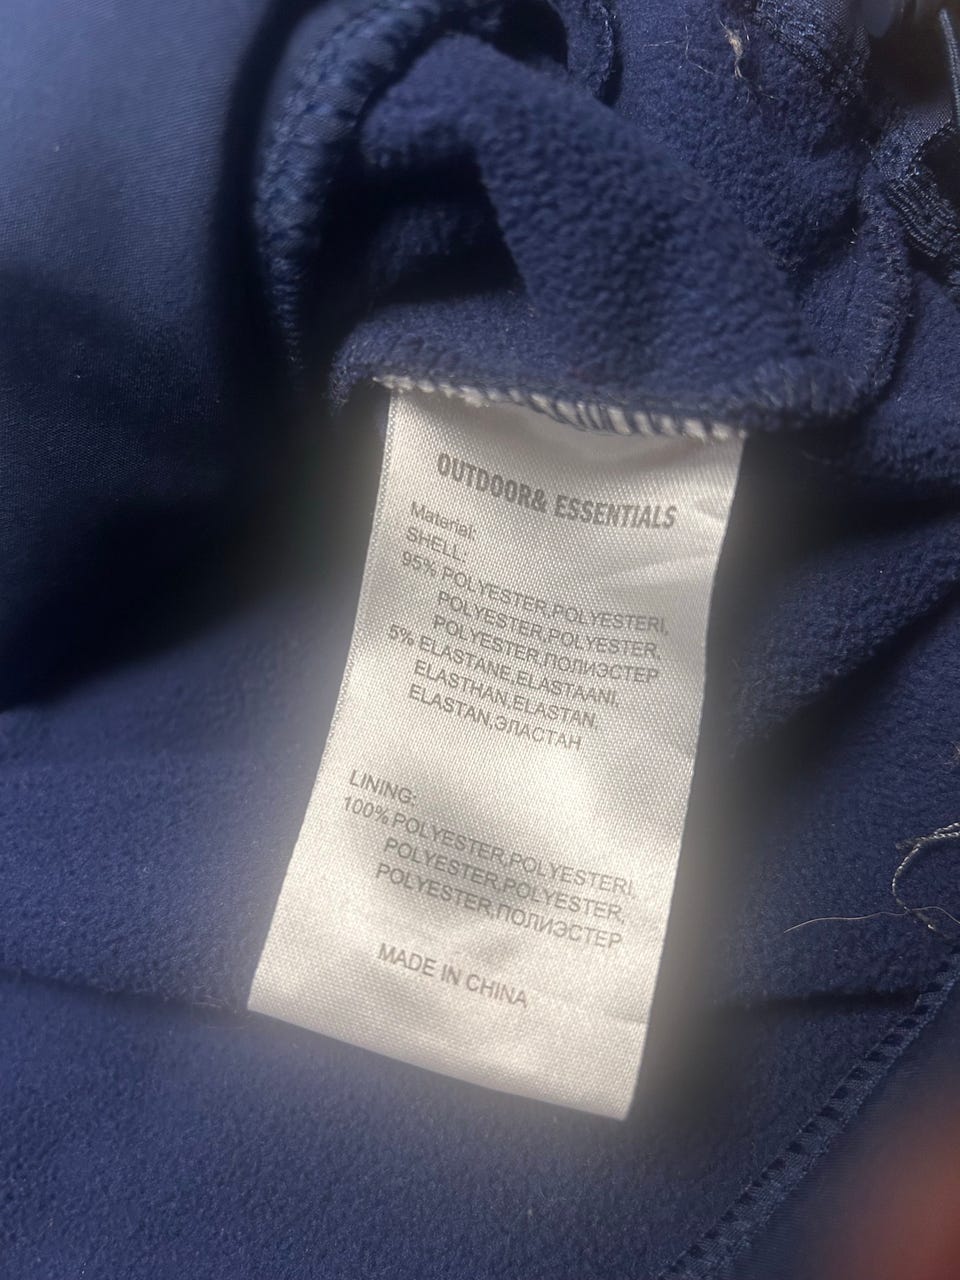 OUTDOOR& ESSENTIALS
Material:
SHELL:
95% POLYESTER,POLYESTERI,
POLYESTER,POLYESTER,
POLYESTER,ПОЛИЭСТЕР
5% ELASTANE,ELASTAANI,
ELASTHAN,ELASTAN,
ELASTAN,ЭЛАСТАН
LINING:
100% POLYESTER,POLYESTERI,
POLYESTER,POLYESTER,
POLYESTER,ПОЛИЭСТЕР
MADE IN CHINA